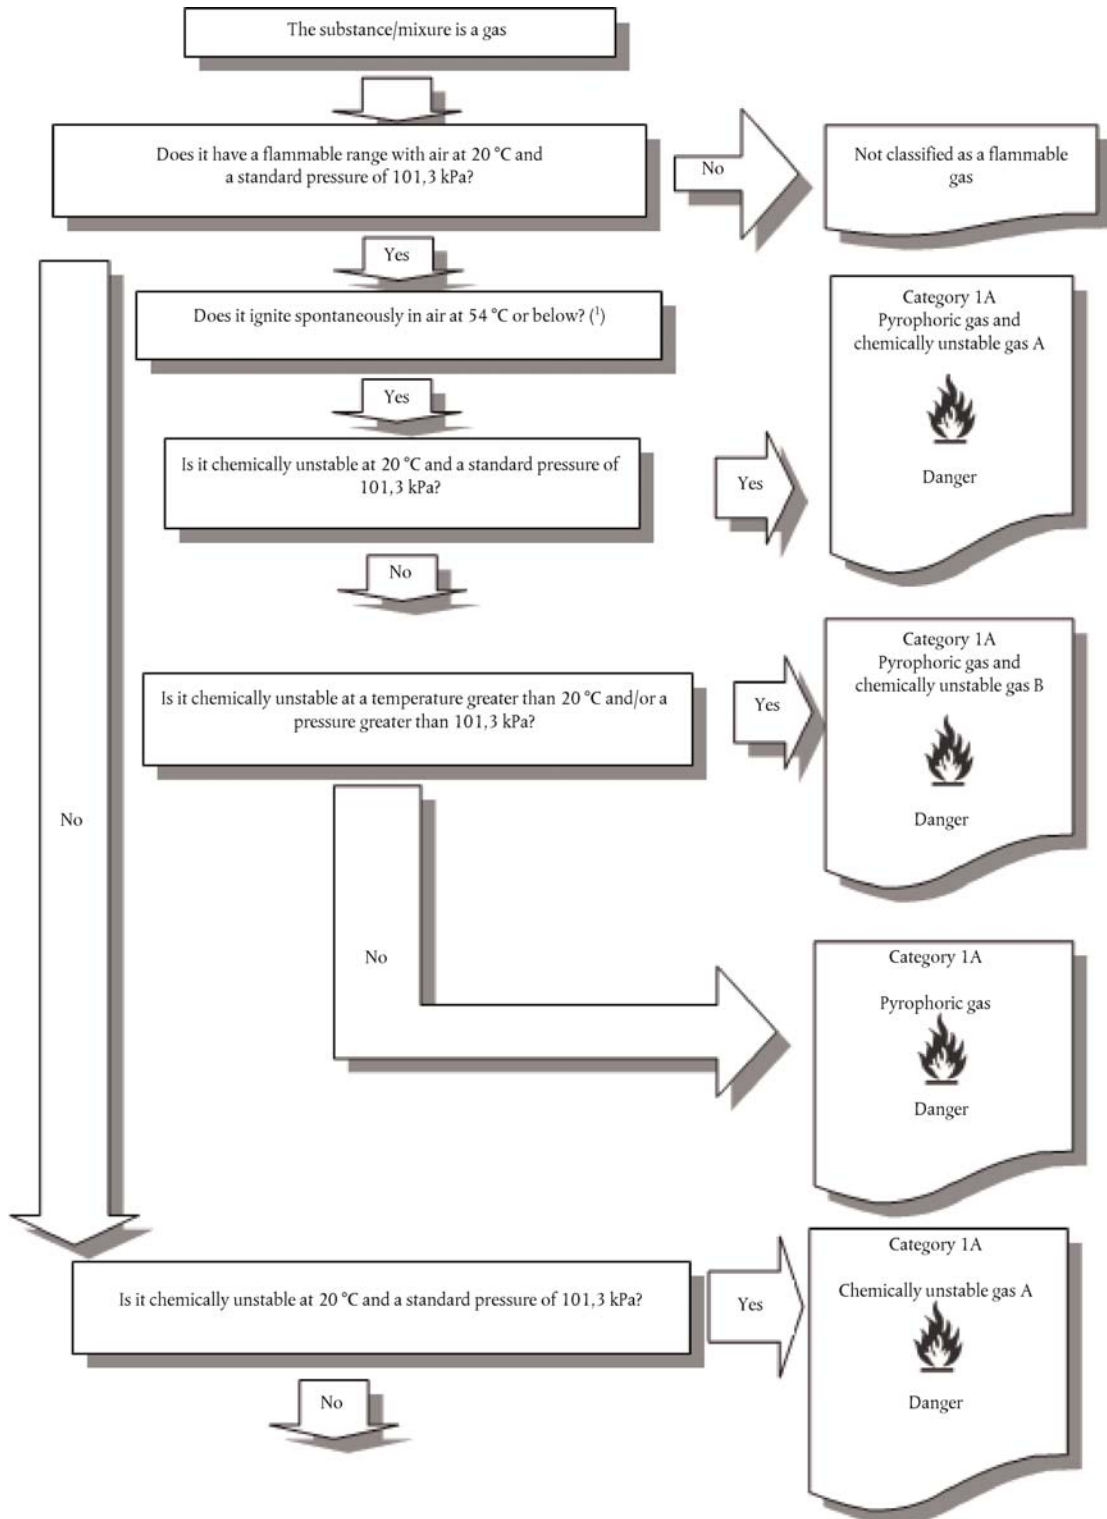 The substance/mixure is a gas
Does it have a flammable range with air at 20 °C and
a standard pressure of 101,3 kPa?
No
Not classified as a flammable
gas
Yes
Does it ignite spontaneously in air at 54 °C or below? (¹)
Category 1A
Pyrophoric gas and
chemically unstable gas A
Danger
Yes
Is it chemically unstable at 20 °C and a standard pressure of
101,3 kPa?
Yes
No
Category 1A
Pyrophoric gas and
chemically unstable gas B
Danger
Is it chemically unstable at a temperature greater than 20 °C and/or a
pressure greater than 101,3 kPa?
Yes
No
No
Category 1A
Pyrophoric gas
Danger
Is it chemically unstable at 20 °C and a standard pressure of 101,3 kPa?
Yes
Category 1A
Chemically unstable gas A
Danger
No